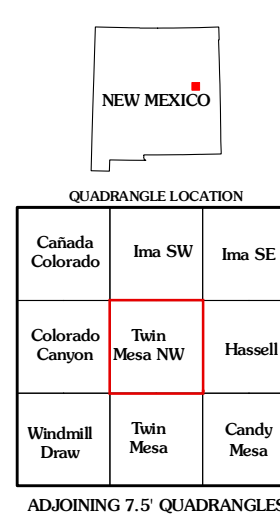 NEW MEXICO
QUADRANGLE LOCATION
Cañada
Colorado
Ima SW
Ima SE
Colorado
Canyon
Twin
Mesa NW
Hassell
Windmill
Draw
Twin
Mesa
Candy
Mesa
ADJOINING 7.5' QUADRANGLES